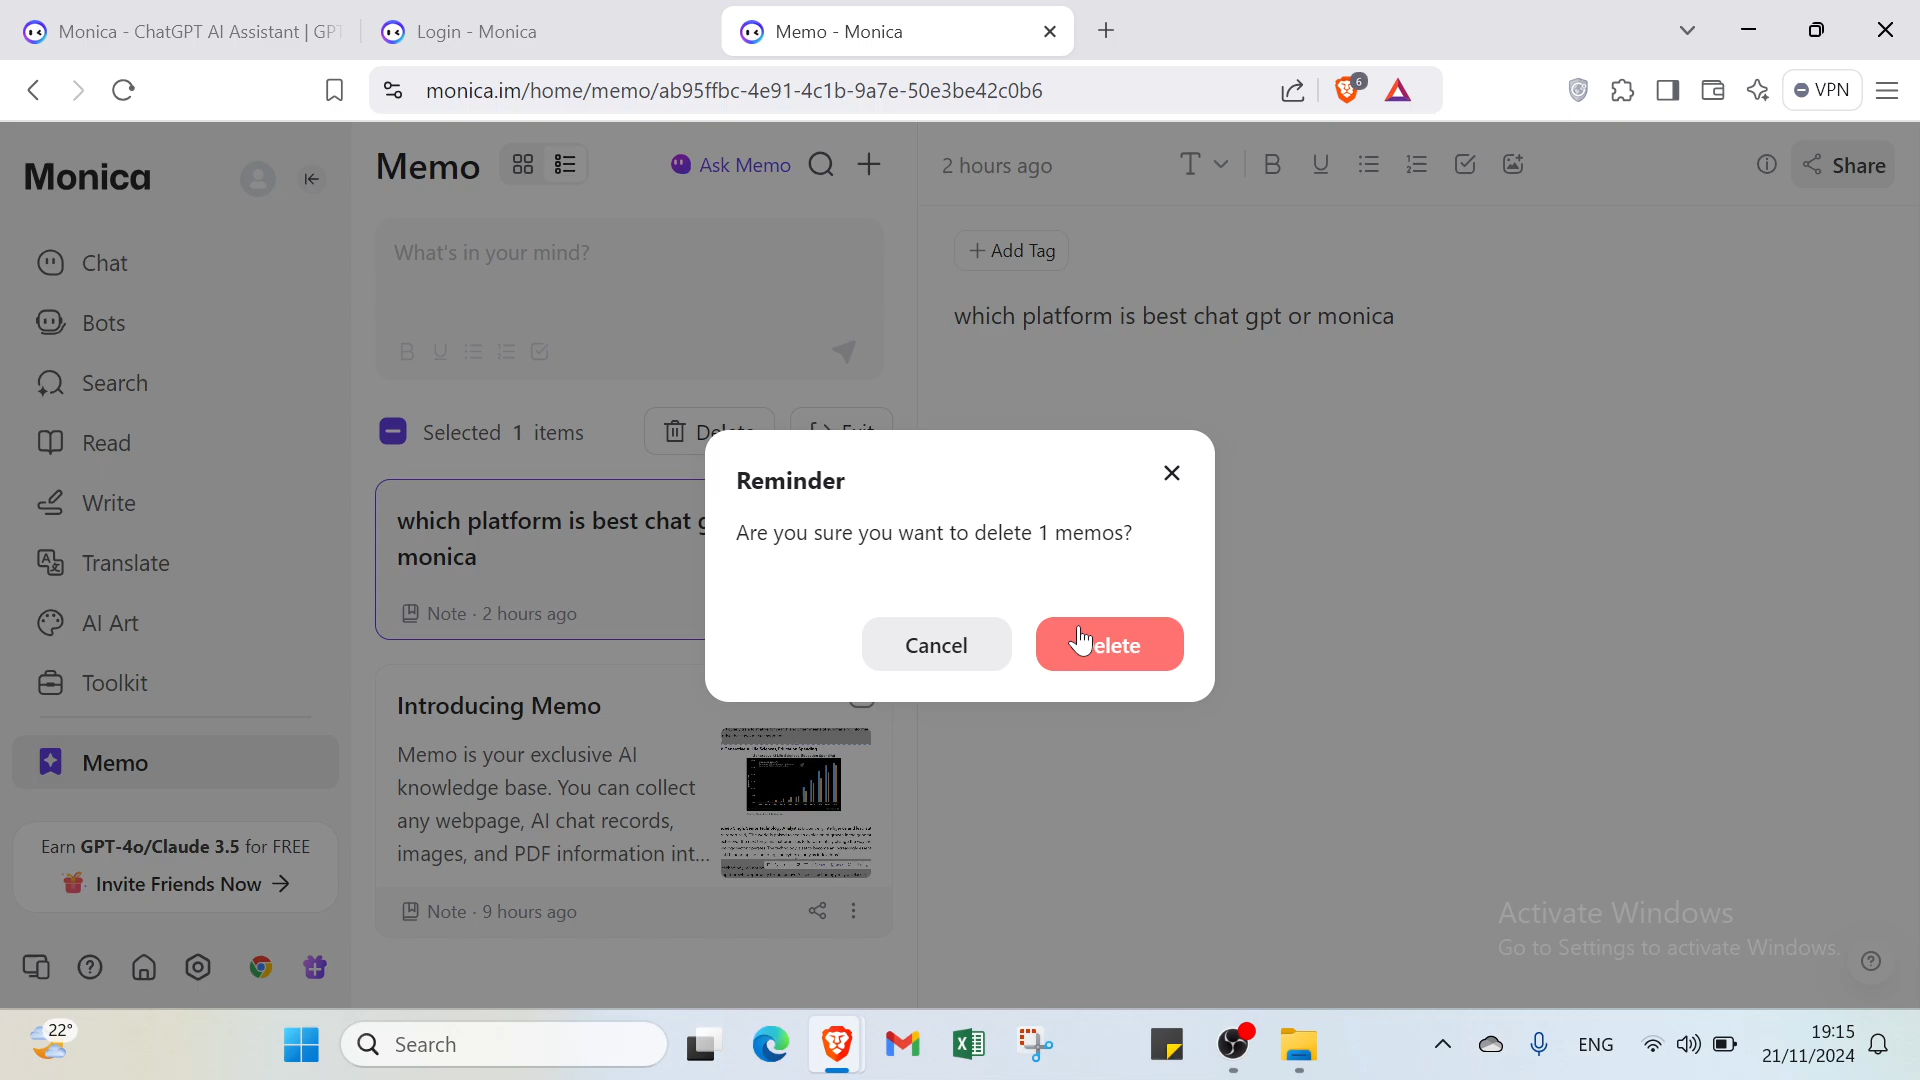 Monica - ChatGPT AI Assistant | GPT
Login - Monica
Memo - Monica
monica.im/home/memo/ab95ffbc-4e91-4c1b-9a7e-50e3be42c0b6
6
VPN
Monica
Memo
Ask Memo
2 hours ago
T
B
U
Share
Chat
Bots
Search
Read
Write
Translate
AI Art
Toolkit
Memo
Earn GPT-4o/Claude 3.5 for FREE
Invite Friends Now →
What's in your mind?
B U
Selected 1 items
Delete
Exit
which platform is best chat g
monica
Note · 2 hours ago
Introducing Memo
Memo is your exclusive AI
knowledge base. You can collect
any webpage, AI chat records,
images, and PDF information int...
Note · 9 hours ago
+ Add Tag
which platform is best chat gpt or monica
Reminder
Are you sure you want to delete 1 memos?
Cancel
elete
Activate Windows
Go to Settings to activate Windows.
22°
Search
ENG
19:15
21/11/2024